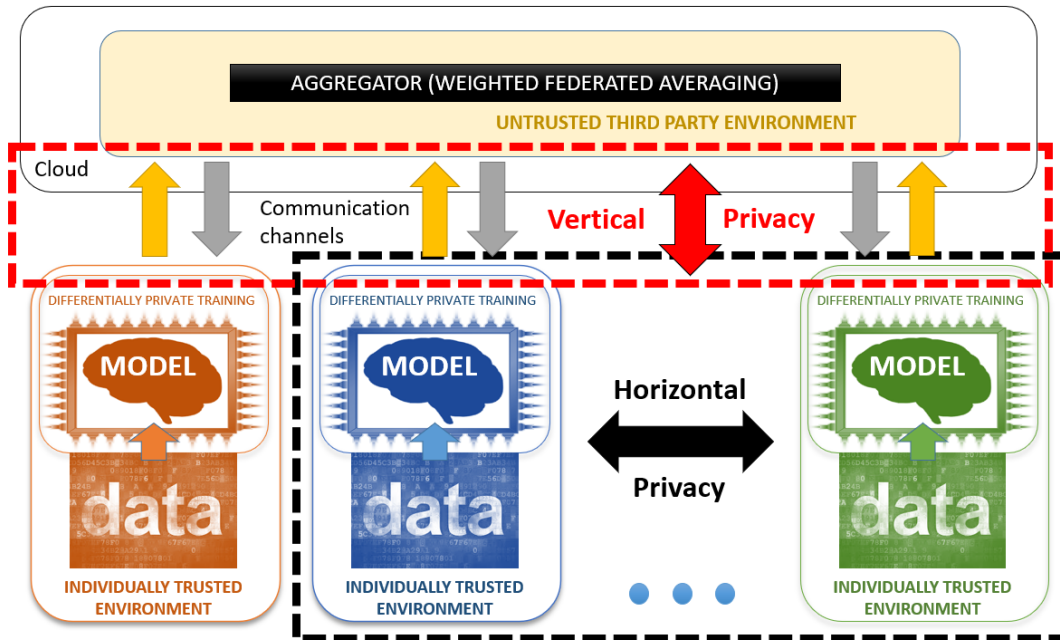 AGGREGATOR (WEIGHTED FEDERATED AVERAGING)
UNTRUSTED THIRD PARTY ENVIRONMENT
Cloud
Communication
channels
Vertical Privacy
DIFFERENTIALLY PRIVATE TRAINING
MODEL
data
INDIVIDUALLY TRUSTED
ENVIRONMENT
DIFFERENTIALLY PRIVATE TRAINING
MODEL
data
INDIVIDUALLY TRUSTED
ENVIRONMENT
Horizontal
Privacy
DIFFERENTIALLY PRIVATE TRAINING
MODEL
data
INDIVIDUALLY TRUSTED
ENVIRONMENT